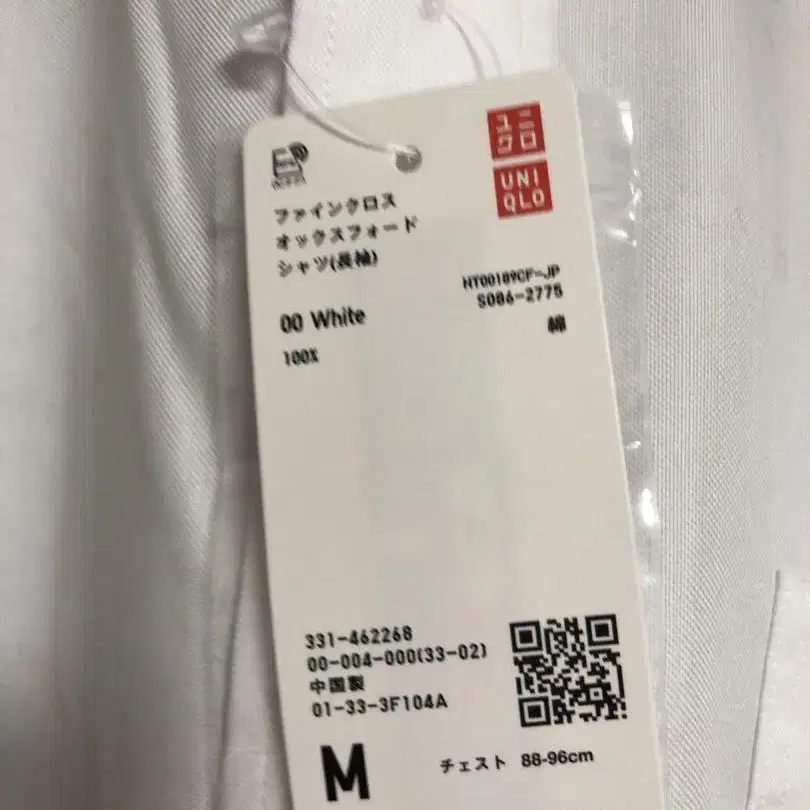 ユニ
クロ
UNI
QLO
ファインクロス
オックスフォード
シャツ(長袖)
HT00189CF-JP
00 White
S086-2775
100%
綿
331-462268
00-004-000(33-02)
中国製
01-33-3F104A
M
チェスト 88-96cm